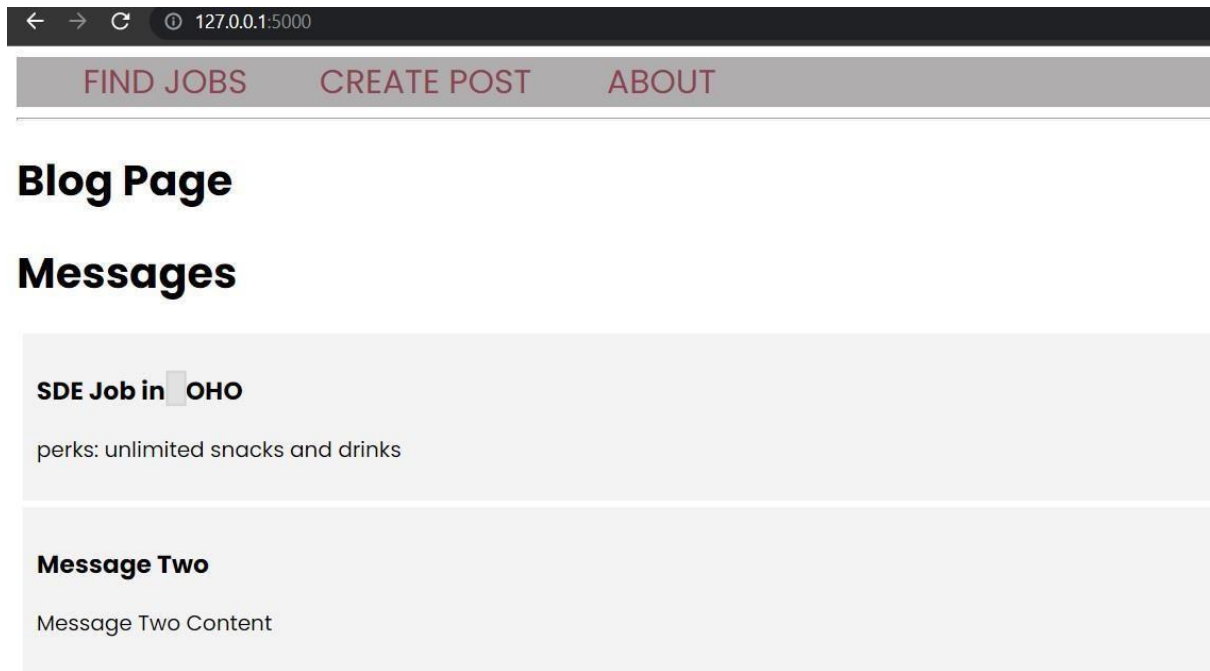 127.0.0.1:5000
FIND JOBS CREATE POST ABOUT
Blog Page
Messages
SDE Job in OHO
perks: unlimited snacks and drinks
Message Two
Message Two Content